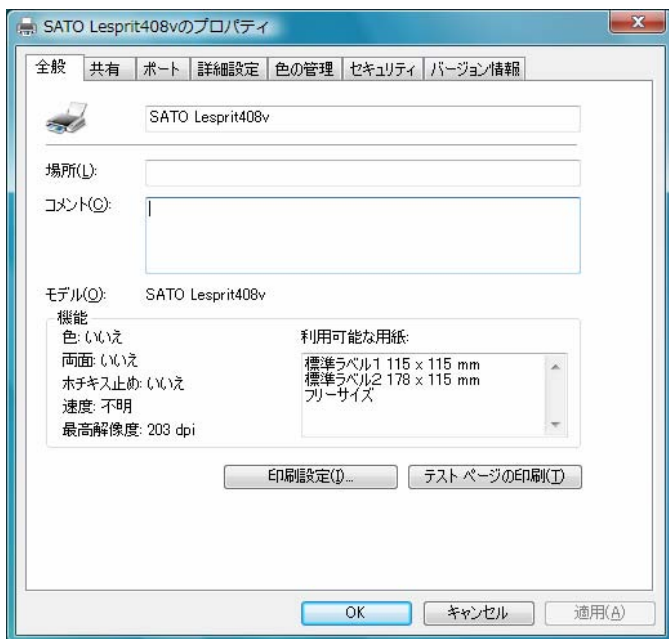 SATO Lesprit408vのプロパティ
全般 共有 ポート 詳細設定 色の管理 セキュリティ バージョン情報
SATO Lesprit408v
場所(L):
コメント(C):
モデル(O): SATO Lesprit408v
機能
色: いいえ
両面: いいえ
ホチキス止め: いいえ
速度: 不明
最高解像度: 203 dpi
利用可能な用紙:
標準ラベル1 115 x 115 mm
標準ラベル2 178 x 115 mm
フリーサイズ
印刷設定(I)... テスト ページの印刷(T)
OK キャンセル 適用(A)